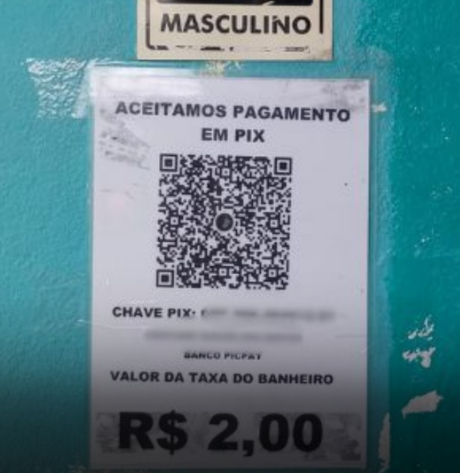 MASCULINO
ACEITAMOS PAGAMENTO
EM PIX
CHAVE PIX:
BANCO PICPAY
VALOR DA TAXA DO BANHEIRO
R$ 2,00